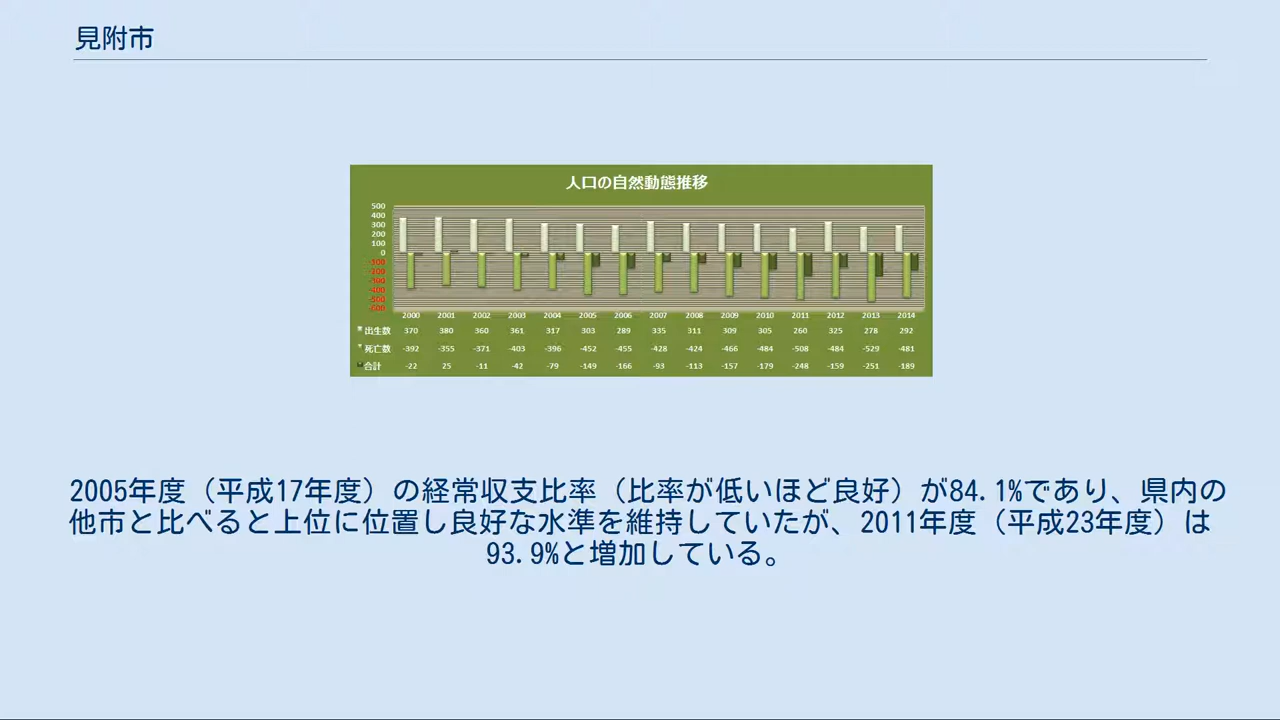 見附市
人口の自然動態推移
500
400
300
200
100
0
-100
-200
-300
-400
-500
-600
2000 2001 2002 2003 2004 2005 2006 2007 2008 2009 2010 2011 2012 2013 2014
出生数 370 380 360 361 317 303 289 335 311 309 305 260 325 278 292
死亡数 -392 -355 -371 -403 -396 -452 -455 -428 -424 -466 -484 -508 -484 -529 -481
合計 -22 25 -11 -42 -79 -149 -166 -93 -113 -157 -179 -248 -159 -251 -189
2005年度（平成17年度）の経常収支比率（比率が低いほど良好）が84.1%であり、県内の
他市と比べると上位に位置し良好な水準を維持していたが、2011年度（平成23年度）は
93.9%と増加している。